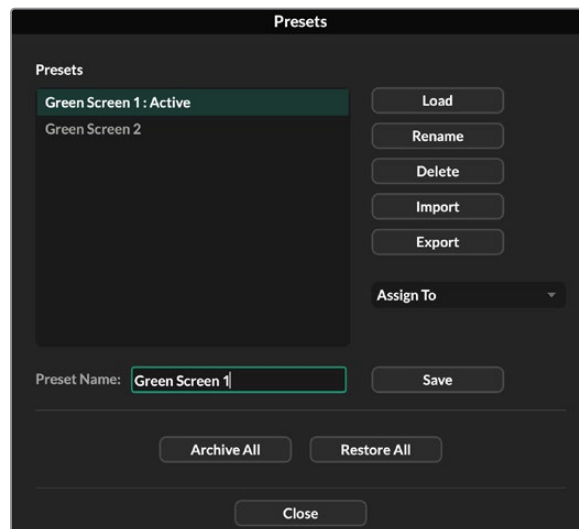 Presets
Presets
Green Screen 1 : Active
Green Screen 2
Load
Rename
Delete
Import
Export
Assign To
Preset Name: Green Screen 1
Save
Archive All
Restore All
Close